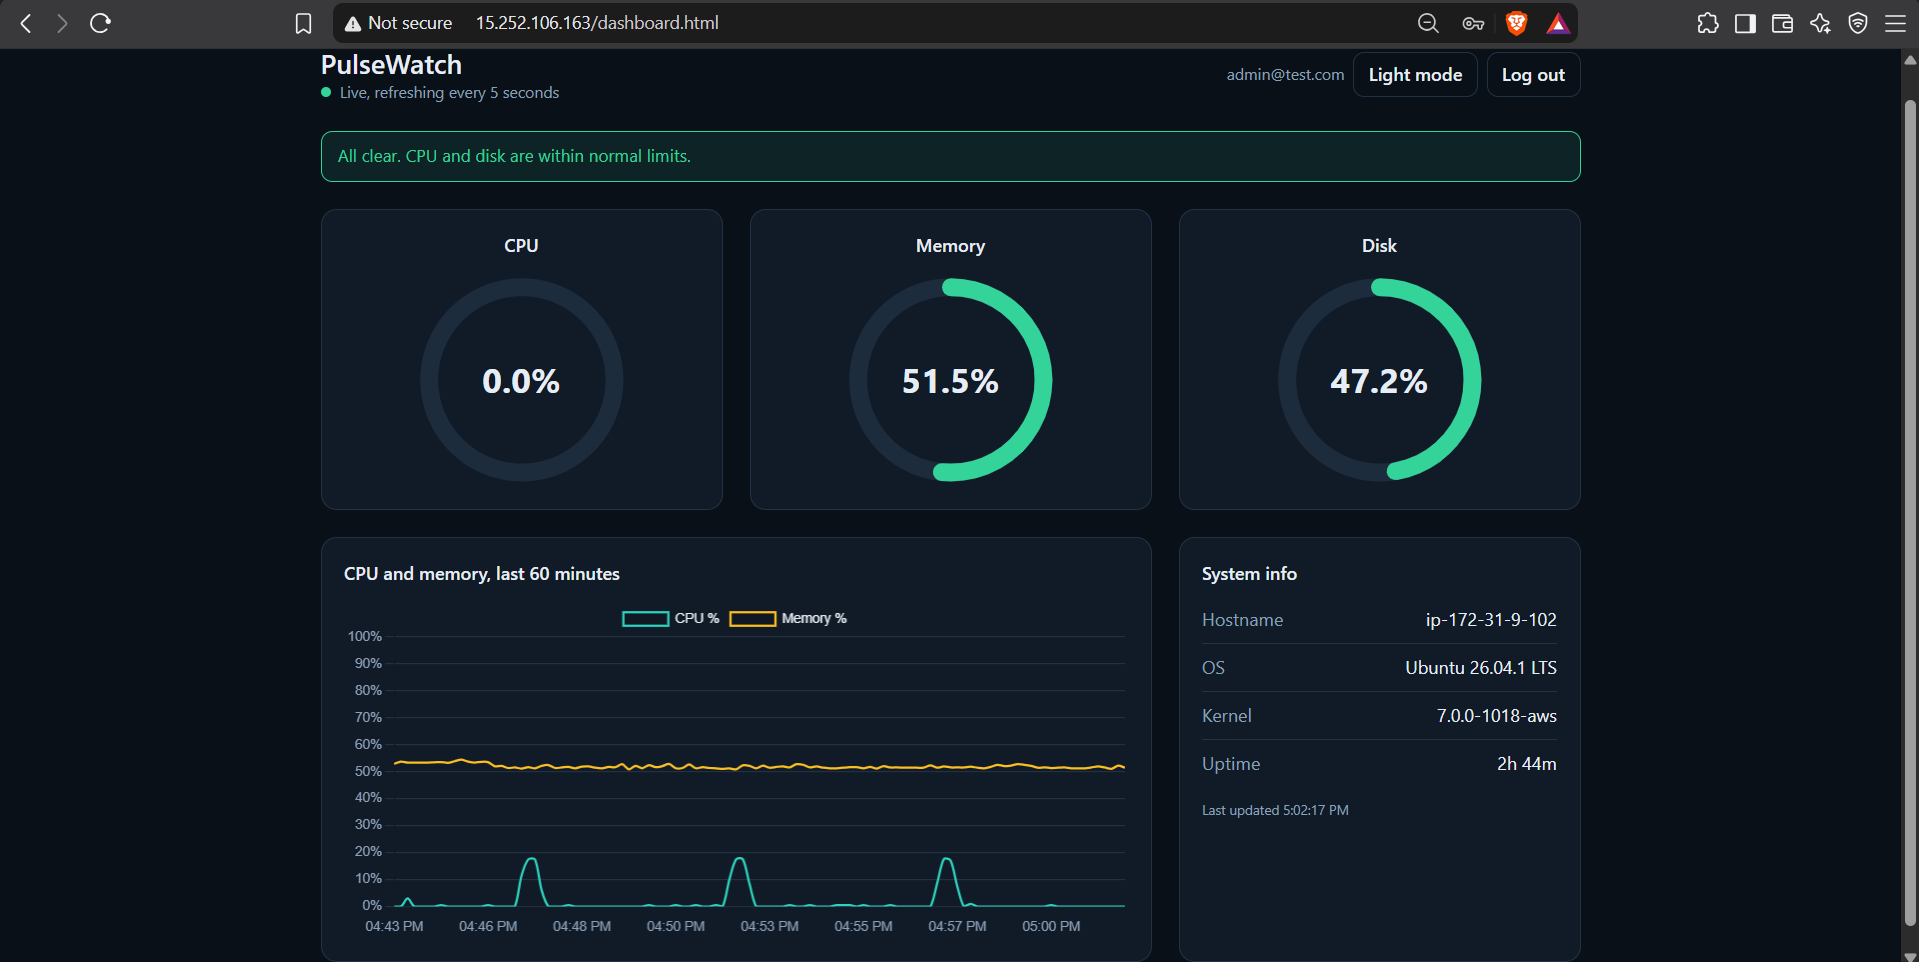 Not secure 15.252.106.163/dashboard.html
PulseWatch
Live, refreshing every 5 seconds
admin@test.com
Light mode
Log out
All clear. CPU and disk are within normal limits.
CPU
0.0%
Memory
51.5%
Disk
47.2%
CPU and memory, last 60 minutes
CPU % Memory %
100%
90%
80%
70%
60%
50%
40%
30%
20%
10%
0%
04:43 PM 04:46 PM 04:48 PM 04:50 PM 04:53 PM 04:55 PM 04:57 PM 05:00 PM
System info
Hostname ip-172-31-9-102
OS Ubuntu 26.04.1 LTS
Kernel 7.0.0-1018-aws
Uptime 2h 44m
Last updated 5:02:17 PM